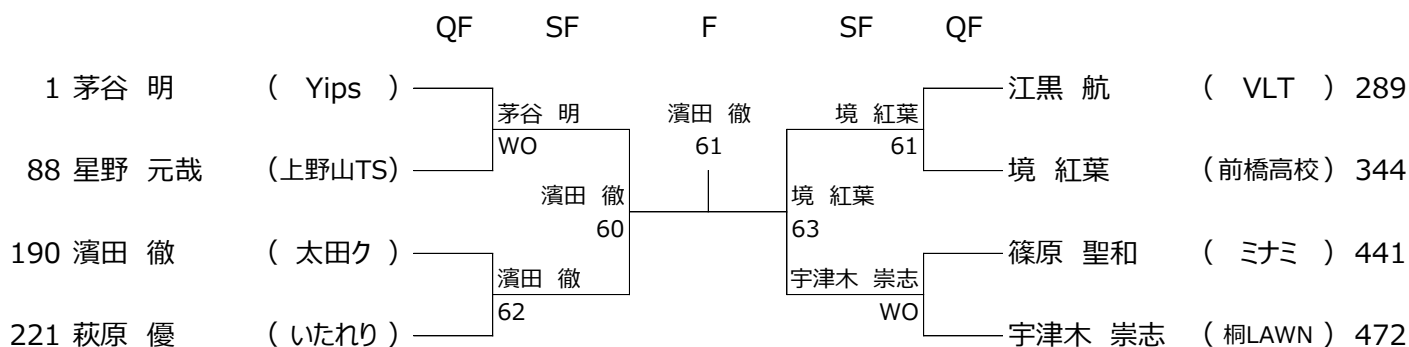 QF SF F SF QF
1 茅谷 明 ( Yips ) 江黒 航 ( VLT ) 289
茅谷 明 濱田 徹 境 紅葉
WO 61 61
88 星野 元哉 (上野山TS) 境 紅葉 (前橋高校) 344
濱田 徹 境 紅葉
60 63
190 濱田 徹 ( 太田ク ) 篠原 聖和 ( ミナミ ) 441
濱田 徹 宇津木 崇志
62 WO
221 萩原 優 ( いたれり ) 宇津木 崇志 ( 桐LAWN ) 472